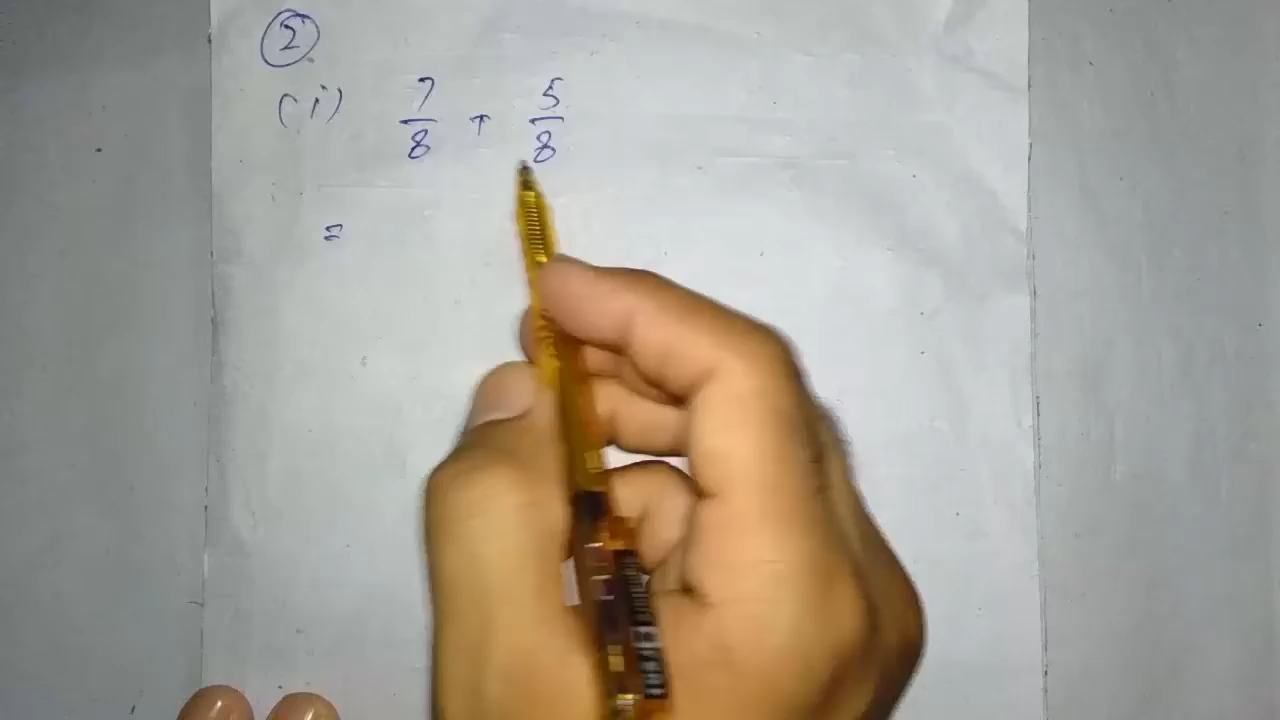 2
(i) 7/8 + 5/8
=